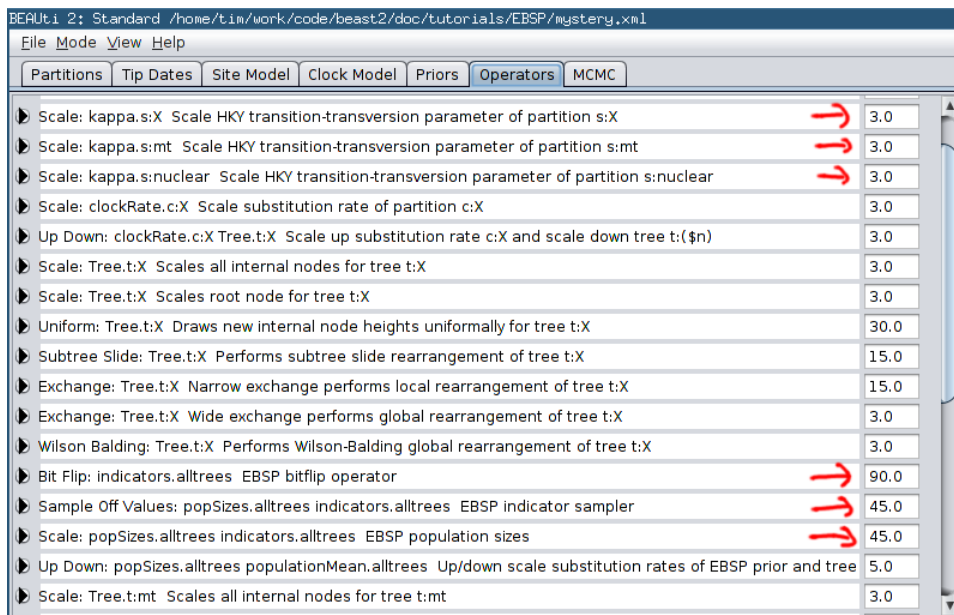 BEAUti 2: Standard /home/tim/work/code/beast2/doc/tutorials/EBSP/mystery.xml
File Mode View Help
Partitions Tip Dates Site Model Clock Model Priors Operators MCMC
Scale: kappa.s:X Scale HKY transition-transversion parameter of partition s:X 3.0
Scale: kappa.s:mt Scale HKY transition-transversion parameter of partition s:mt 3.0
Scale: kappa.s:nuclear Scale HKY transition-transversion parameter of partition s:nuclear 3.0
Scale: clockRate.c:X Scale substitution rate of partition c:X 3.0
Up Down: clockRate.c:X Tree.t:X Scale up substitution rate c:X and scale down tree t:($n) 3.0
Scale: Tree.t:X Scales all internal nodes for tree t:X 3.0
Scale: Tree.t:X Scales root node for tree t:X 3.0
Uniform: Tree.t:X Draws new internal node heights uniformally for tree t:X 30.0
Subtree Slide: Tree.t:X Performs subtree slide rearrangement of tree t:X 15.0
Exchange: Tree.t:X Narrow exchange performs local rearrangement of tree t:X 15.0
Exchange: Tree.t:X Wide exchange performs global rearrangement of tree t:X 3.0
Wilson Balding: Tree.t:X Performs Wilson-Balding global rearrangement of tree t:X 3.0
Bit Flip: indicators.alltrees EBSP bitflip operator 90.0
Sample Off Values: popSizes.alltrees indicators.alltrees EBSP indicator sampler 45.0
Scale: popSizes.alltrees indicators.alltrees EBSP population sizes 45.0
Up Down: popSizes.alltrees populationMean.alltrees Up/down scale substitution rates of EBSP prior and tree 5.0
Scale: Tree.t:mt Scales all internal nodes for tree t:mt 3.0